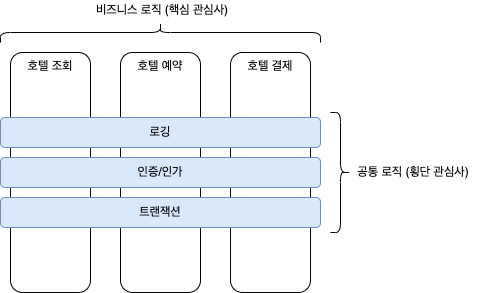 비즈니스 로직 (핵심 관심사)
호텔 조회
호텔 예약
호텔 결제
로깅
인증/인가
트랜잭션
공통 로직 (횡단 관심사)